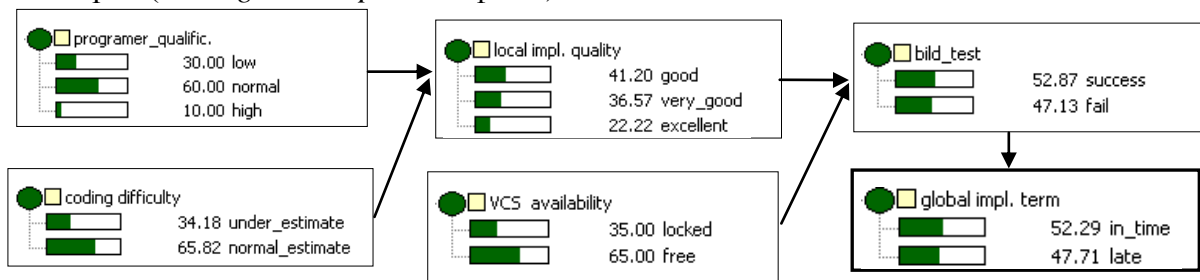 programer_qualific.
30.00 low
60.00 normal
10.00 high
local impl. quality
41.20 good
36.57 very_good
22.22 excellent
bild_test
52.87 success
47.13 fail
coding difficulty
34.18 under_estimate
65.82 normal_estimate
VCS availability
35.00 locked
65.00 free
global impl. term
52.29 in_time
47.71 late